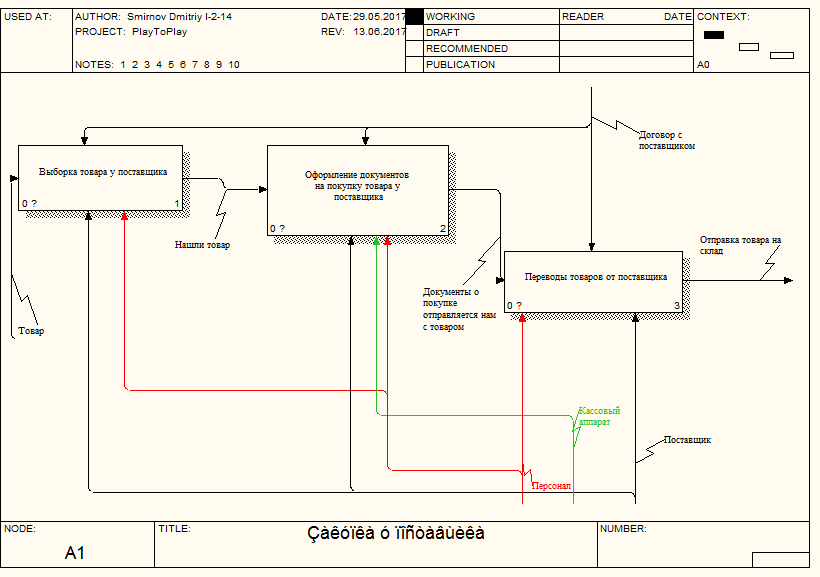 USED AT:
AUTHOR: Smirnov Dmitriy I-2-14
DATE: 29.05.2017
WORKING
READER
DATE
CONTEXT:
PROJECT: PlayToPlay
REV: 13.06.2017
DRAFT
RECOMMENDED
NOTES: 1 2 3 4 5 6 7 8 9 10
PUBLICATION
A0
Договор с
поставщиком
Выборка товара у поставщика
0 ?
1
Оформление документов
на покупку товара у
поставщика
0 ?
2
Нашли товар
Отправка товара на
склад
Переводы товаров от поставщика
0 ?
3
Документы о
покупке
отправляется нам
с товаром
Товар
Кассовый
аппарат
Поставщик
Персонал
NODE:
TITLE:
NUMBER:
A1
Çàêóïêà ó ïîñòàâùèêà